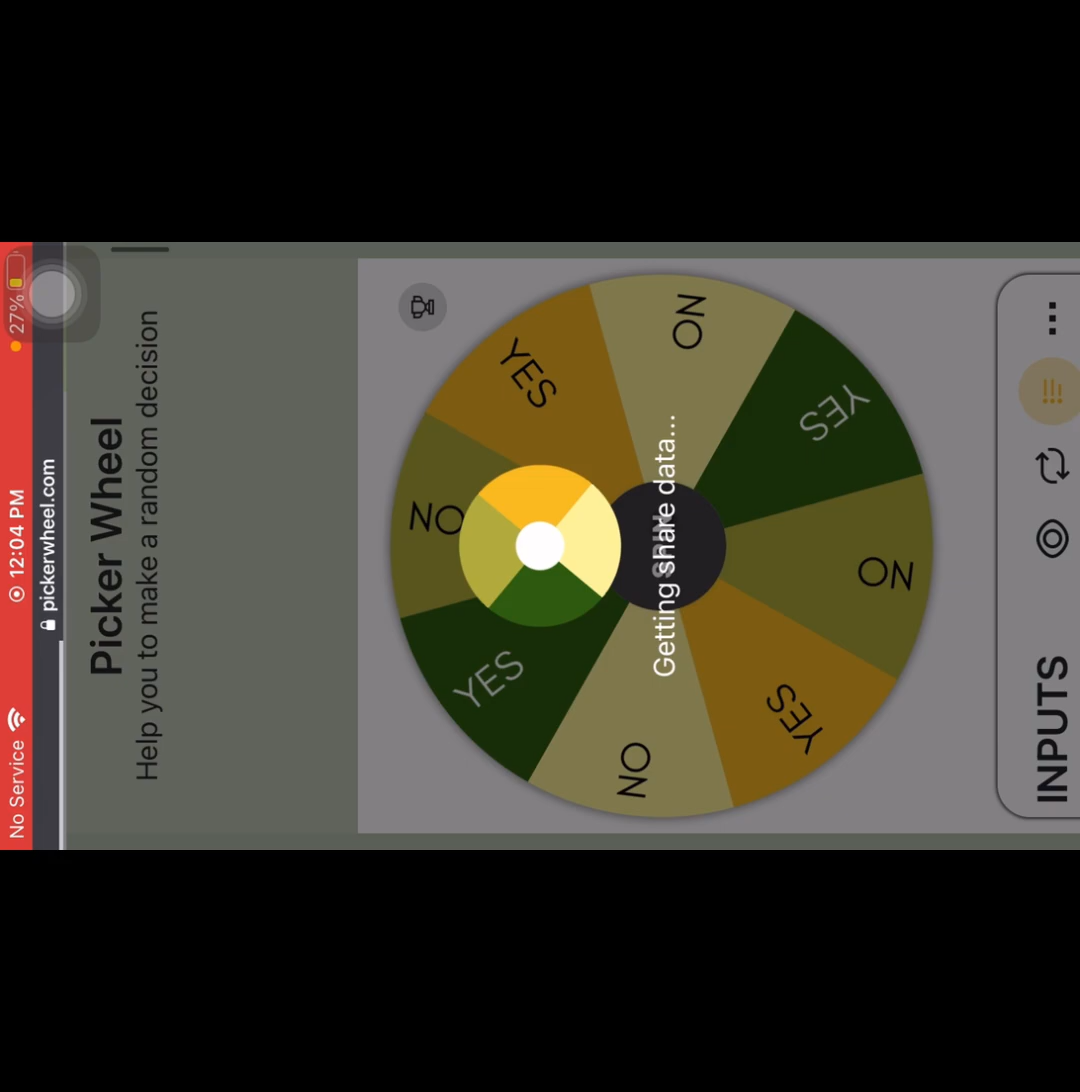 No Service 12:04 PM 27%
pickerwheel.com
Picker Wheel
Help you to make a random decision
NO
YES
NO
YES
NO
YES
NO
YES
SPIN
Getting share data...
INPUTS